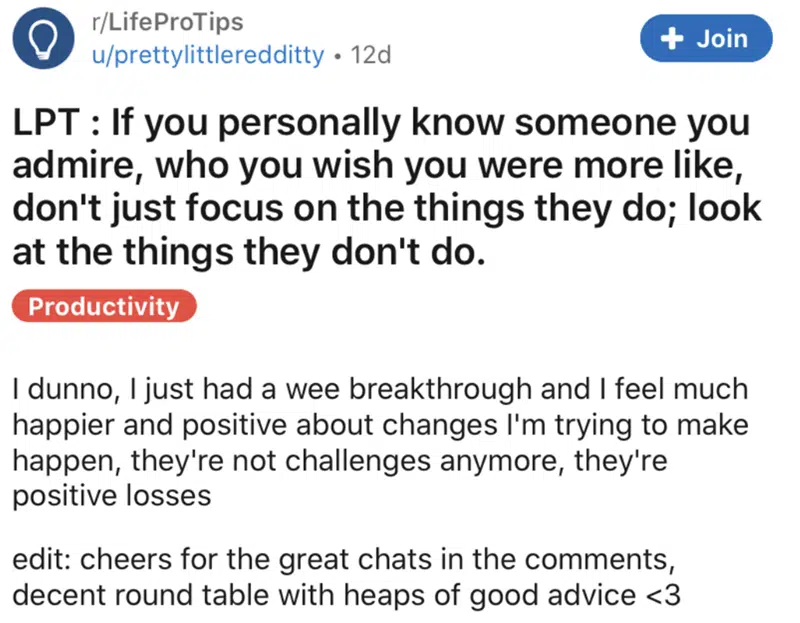 r/LifeProTips
u/prettylittleredditty • 12d
+ Join
LPT : If you personally know someone you
admire, who you wish you were more like,
don't just focus on the things they do; look
at the things they don't do.
Productivity
I dunno, I just had a wee breakthrough and I feel much
happier and positive about changes I'm trying to make
happen, they're not challenges anymore, they're
positive losses
edit: cheers for the great chats in the comments,
decent round table with heaps of good advice <3